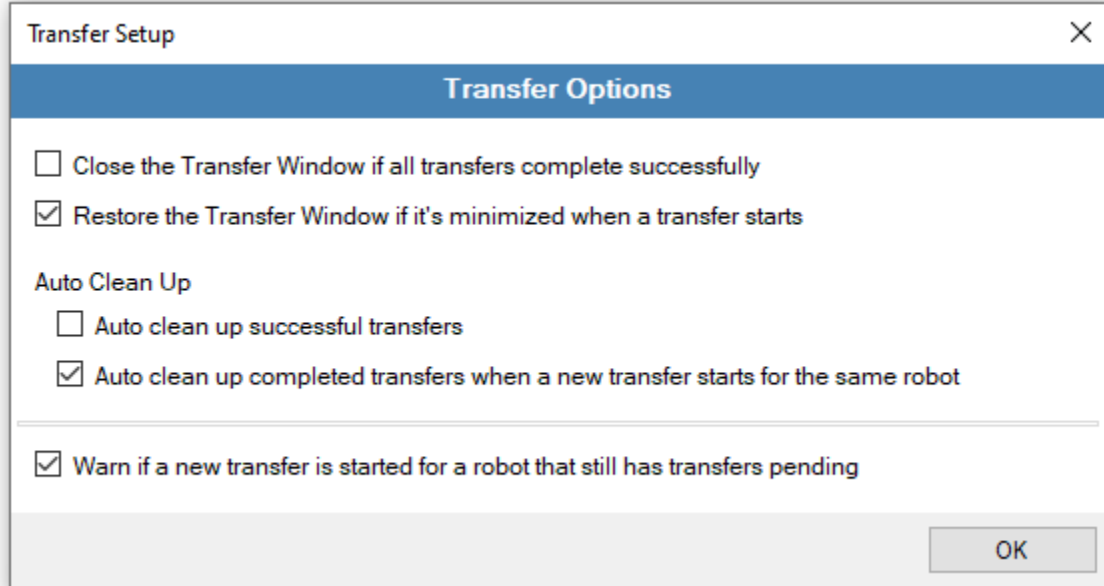 Transfer Setup
Transfer Options
Close the Transfer Window if all transfers complete successfully
Restore the Transfer Window if it's minimized when a transfer starts
Auto Clean Up
Auto clean up successful transfers
Auto clean up completed transfers when a new transfer starts for the same robot
Warn if a new transfer is started for a robot that still has transfers pending
OK